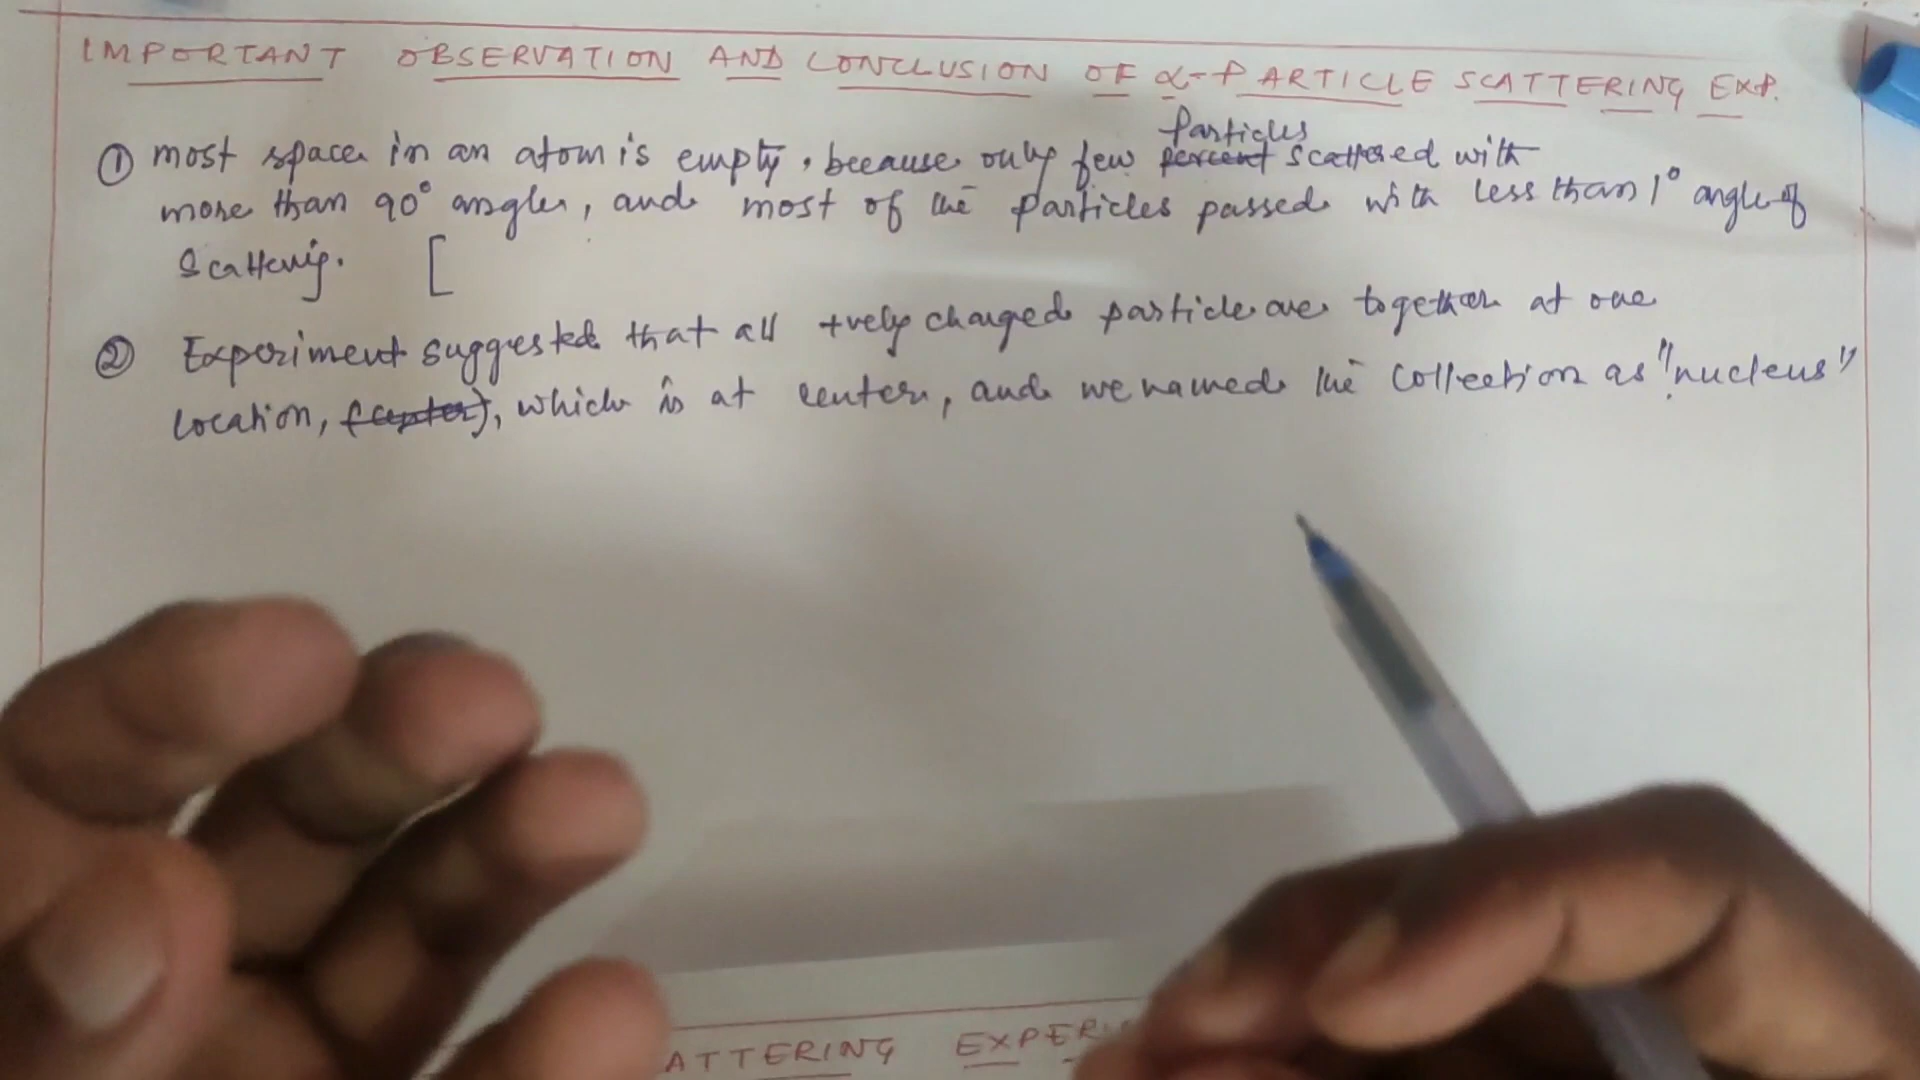 IMPORTANT OBSERVATION AND CONCLUSION OF α-PARTICLE SCATTERING EXP.
particles
① most space in an atom is empty, because only few percent scattered with
more than 90° angles, and most of the particles passed with less than 1° angle of
scattering. [
② Experiment suggested that all +vely charged particle are together at one
location, (center), which is at center, and we named the collection as "nucleus"
ATTERING EXPER